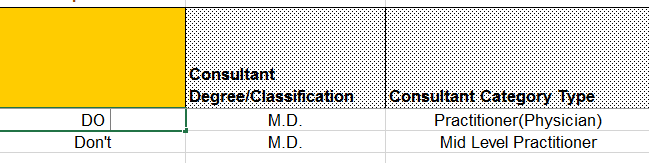 Consultant
Degree/Classification Consultant Category Type
DO M.D. Practitioner(Physician)
Don't M.D. Mid Level Practitioner